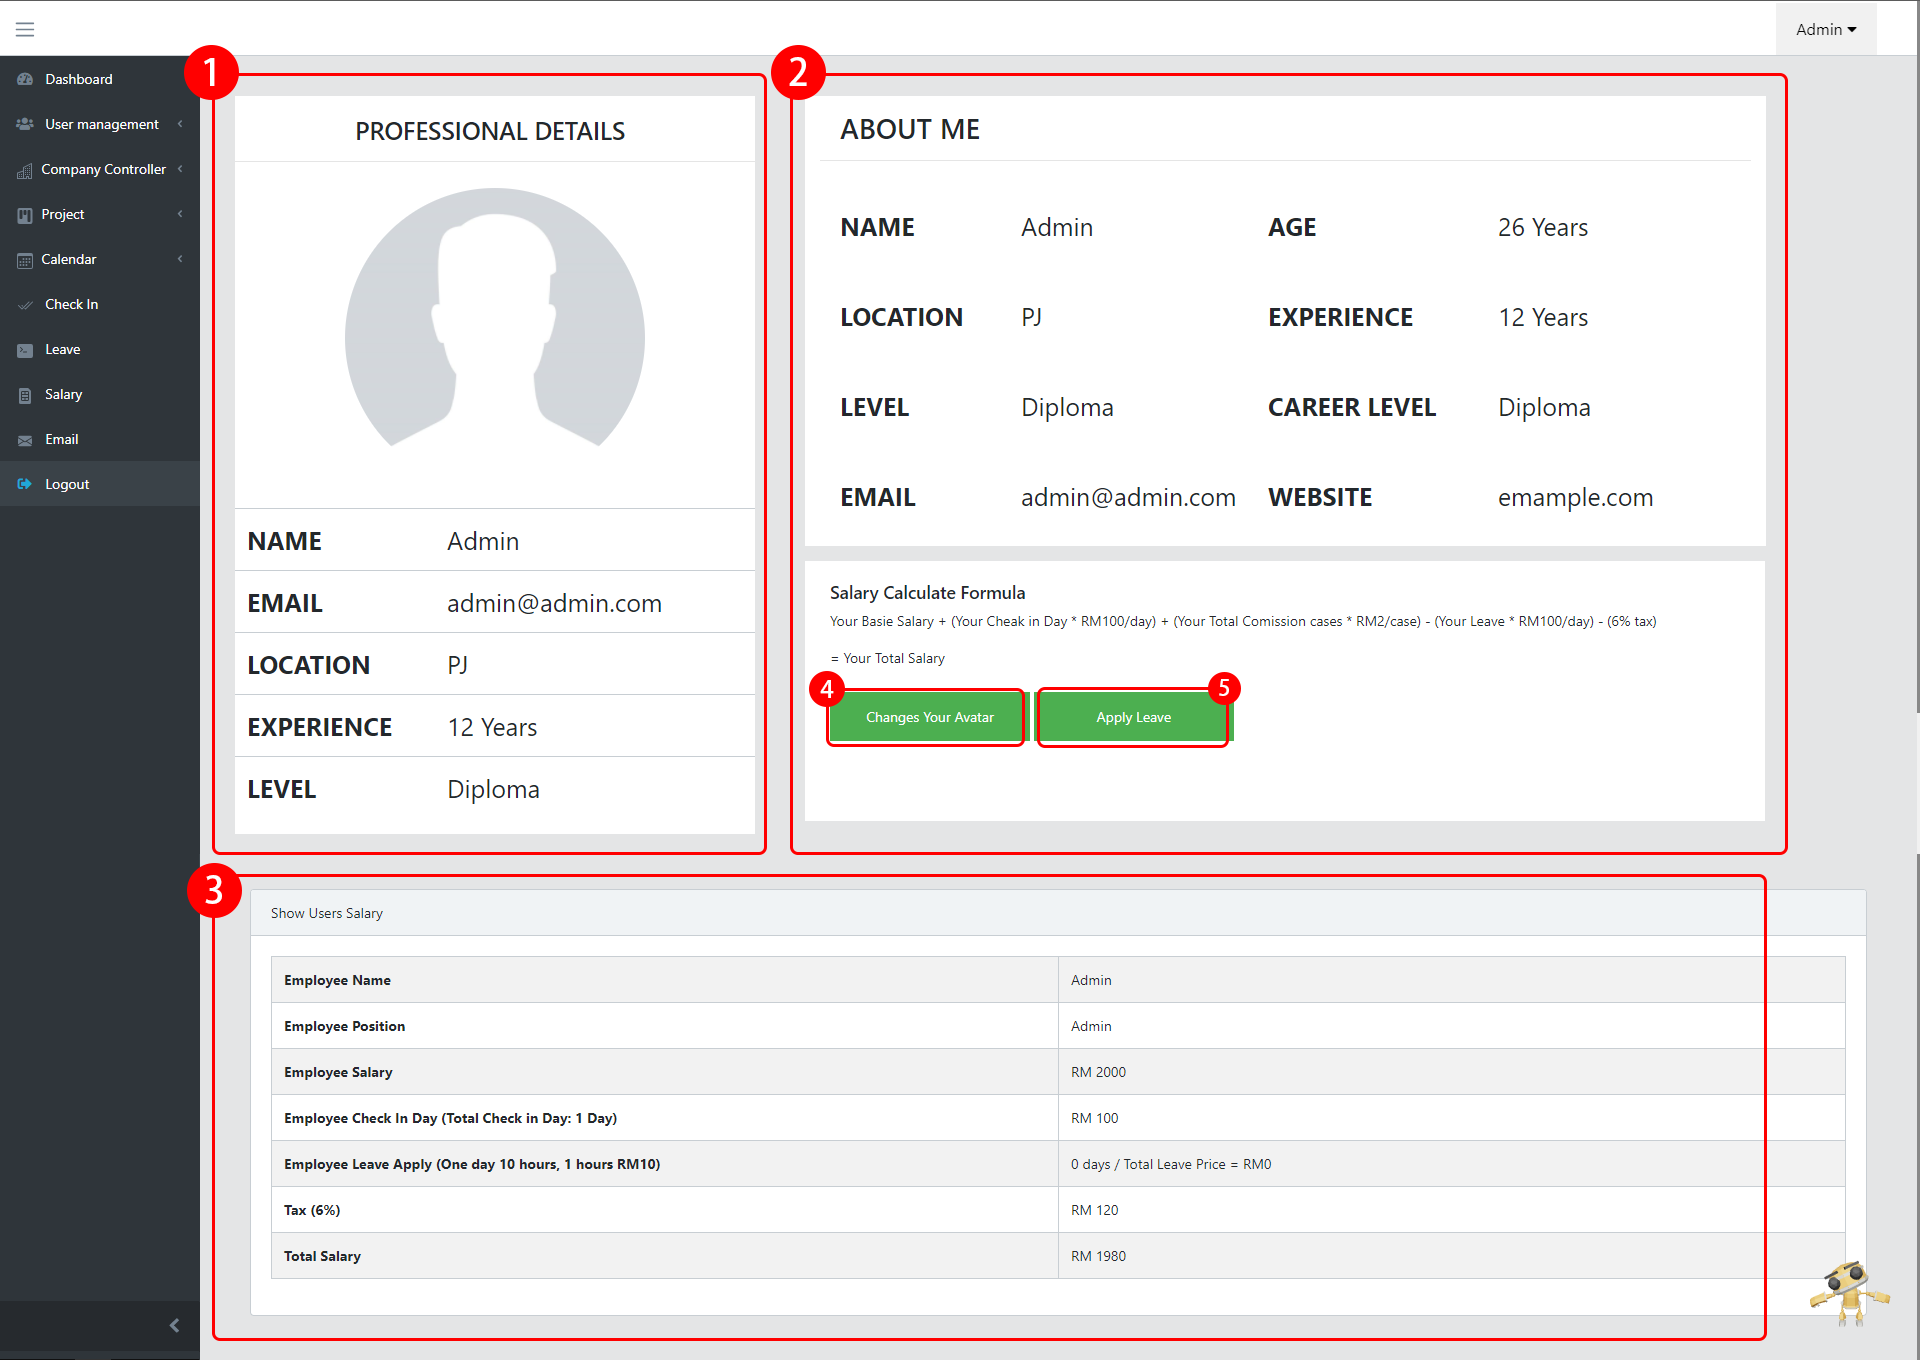 Admin
Dashboard
User management
Company Controller
Project
Calendar
Check In
Leave
Salary
Email
Logout
1
PROFESSIONAL DETAILS
NAME Admin
EMAIL admin@admin.com
LOCATION PJ
EXPERIENCE 12 Years
LEVEL Diploma
2
ABOUT ME
NAME Admin AGE 26 Years
LOCATION PJ EXPERIENCE 12 Years
LEVEL Diploma CAREER LEVEL Diploma
EMAIL admin@admin.com WEBSITE emample.com
Salary Calculate Formula
Your Basie Salary + (Your Cheak in Day * RM100/day) + (Your Total Comission cases * RM2/case) - (Your Leave * RM100/day) - (6% tax)
= Your Total Salary
4 5
Changes Your Avatar Apply Leave
3
Show Users Salary
Employee Name Admin
Employee Position Admin
Employee Salary RM 2000
Employee Check In Day (Total Check in Day: 1 Day) RM 100
Employee Leave Apply (One day 10 hours, 1 hours RM10) 0 days / Total Leave Price = RM0
Tax (6%) RM 120
Total Salary RM 1980